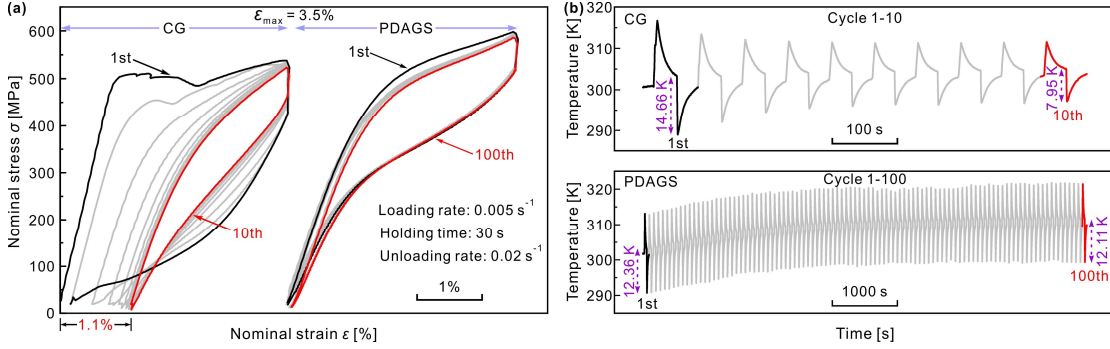 (a)
ε max = 3.5%
CG
PDAGS
1st
1st
100th
10th
Loading rate: 0.005 s-1
Holding time: 30 s
Unloading rate: 0.02 s-1
1%
600
500
400
300
200
100
0
Nominal stress σ [MPa]
1.1%
Nominal strain ε [%]
(b)
CG
Cycle 1-10
Temperature [K]
310
300
290
14.66 K
1st
100 s
7.95 K
10th
PDAGS
Cycle 1-100
Temperature [K]
320
310
300
290
12.36 K
1st
1000 s
12.11 K
100th
Time [s]